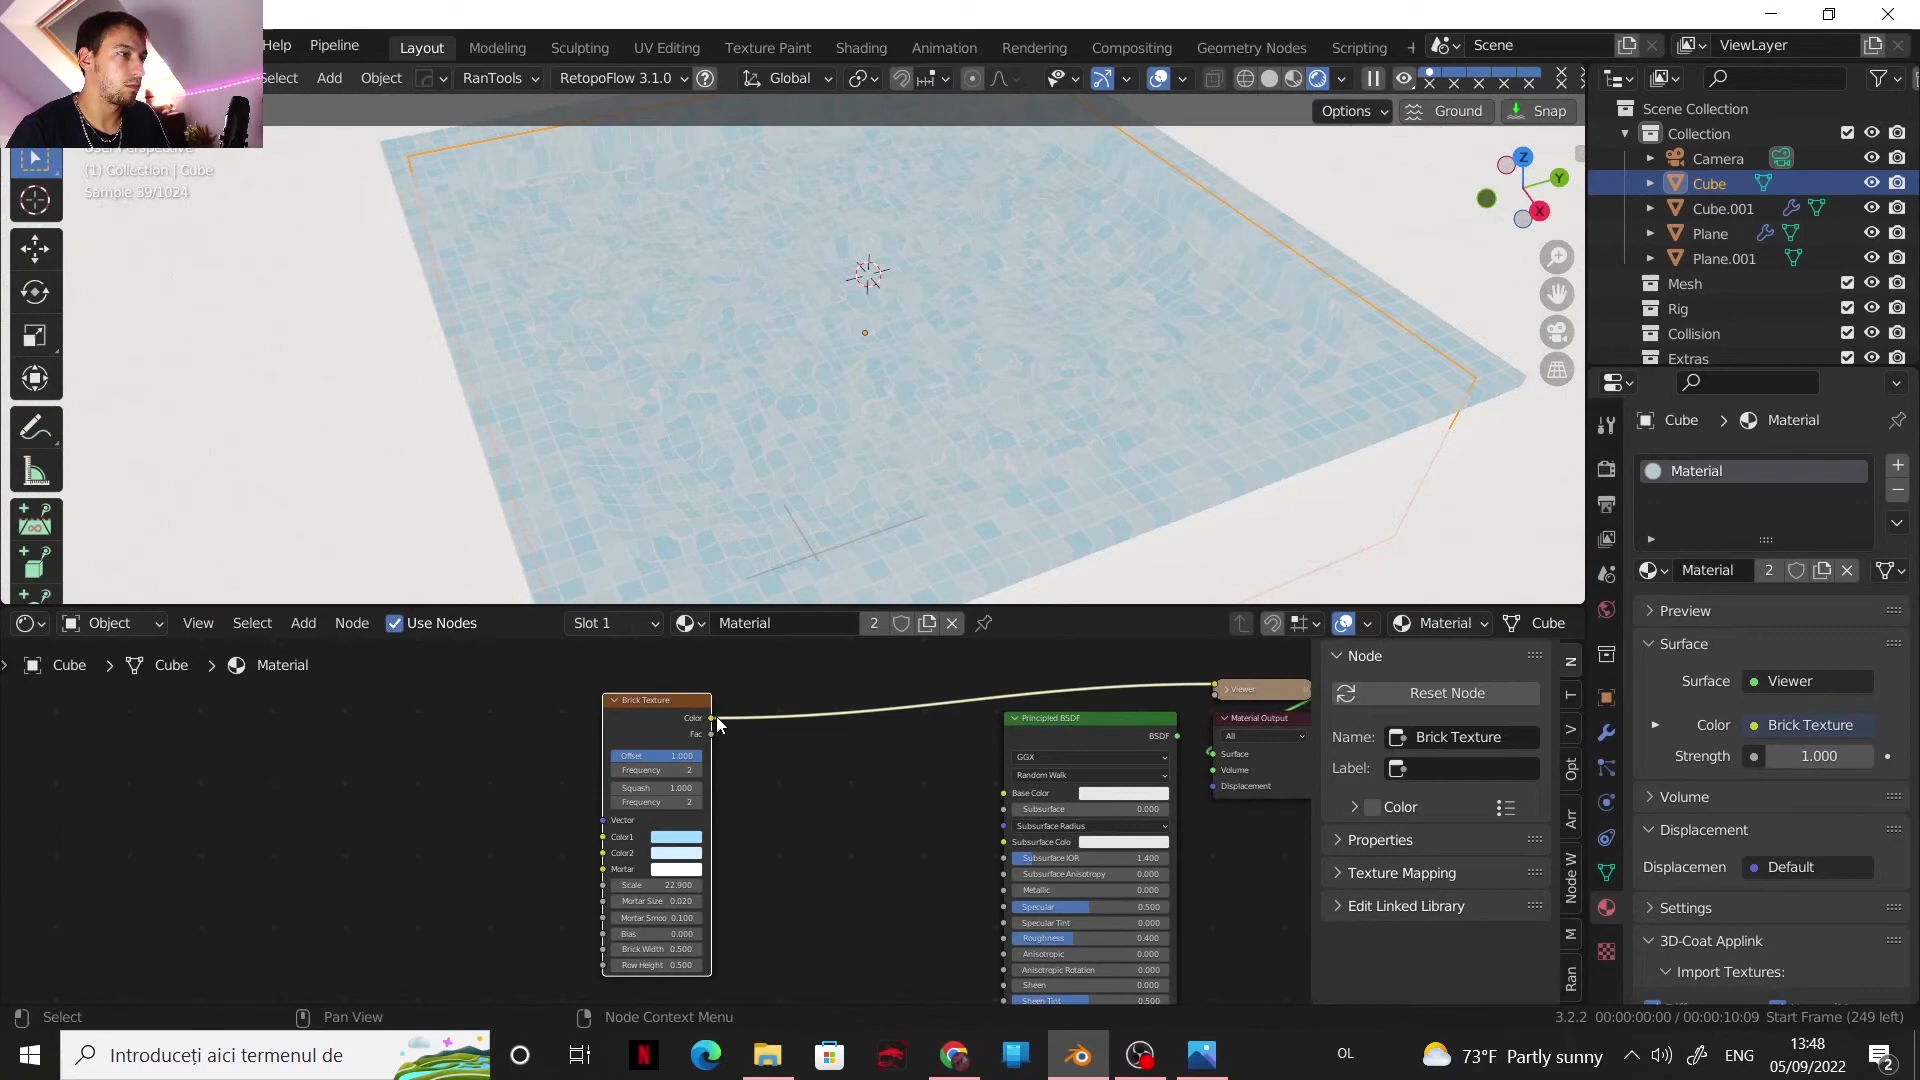 Help Pipeline Layout Modeling Sculpting UV Editing Texture Paint Shading Animation Rendering Compositing Geometry Nodes Scripting + Scene ViewLayer
Select Add Object RanTools RetopoFlow 3.1.0 Global
Options Ground Snap
(1) Collection | Cube
Sample 39/1024
Z
Y
X
Scene Collection
Collection
Camera
Cube
Cube.001
Plane
Plane.001
Mesh
Rig
Collision
Extras
Cube > Material
Material
Material 2
Preview
Surface
Surface: Viewer
Color Brick Texture
Strength 1.000
Volume
Displacement
Displacemen Default
Settings
3D-Coat Applink
Import Textures:
Object View Select Add Node Use Nodes Slot 1 Material 2 Material Cube
Cube > Cube > Material
Brick Texture
Color
Fac
Offset 1.000
Frequency 2
Squash 1.000
Frequency 2
Vector
Color1
Color2
Mortar
Scale 22.900
Mortar Size 0.020
Mortar Smoo 0.100
Bias 0.000
Brick Width 0.500
Row Height 0.500
Principled BSDF
BSDF
GGX
Random Walk
Base Color
Subsurface 0.000
Subsurface Radius
Subsurface Colo
Subsurface IOR 1.400
Subsurface Anisotropy 0.000
Metallic 0.000
Specular 0.500
Specular Tint 0.000
Roughness 0.400
Anisotropic 0.000
Anisotropic Rotation 0.000
Sheen 0.000
Sheen Tint 0.500
Viewer
Material Output
All
Surface
Volume
Displacement
Node
Reset Node
Name: Brick Texture
Label:
Color
Properties
Texture Mapping
Edit Linked Library
N
T
V
Opt
Arr
Node W
M
Ran
Select Pan View Node Context Menu 3.2.2 00:00:00:00 / 00:00:10:09 Start Frame (249 left)
Introduceți aici termenul de OL 73°F Partly sunny ENG 13:48
05/09/2022 2